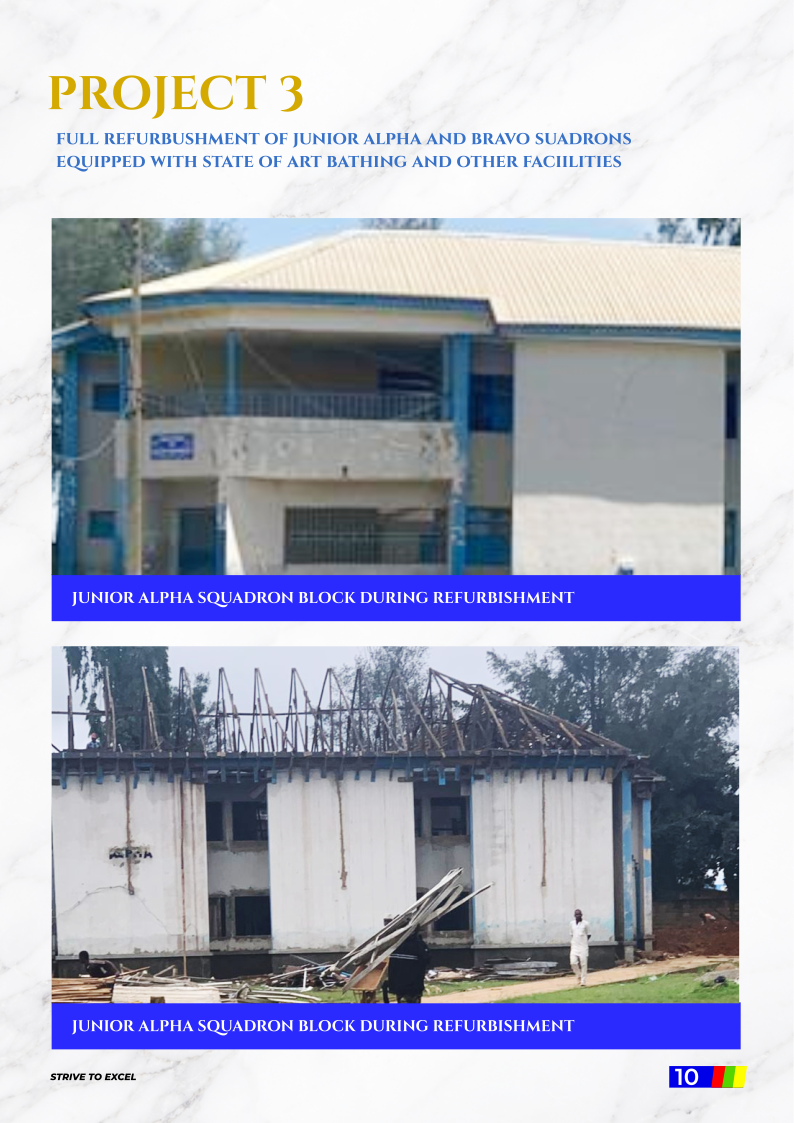 PROJECT 3
FULL REFURBUSHMENT OF JUNIOR ALPHA AND BRAVO SUADRONS
EQUIPPED WITH STATE OF ART BATHING AND OTHER FACIILITIES
JUNIOR ALPHA SQUADRON BLOCK DURING REFURBISHMENT
ALPHA
JUNIOR ALPHA SQUADRON BLOCK DURING REFURBISHMENT
STRIVE TO EXCEL
10